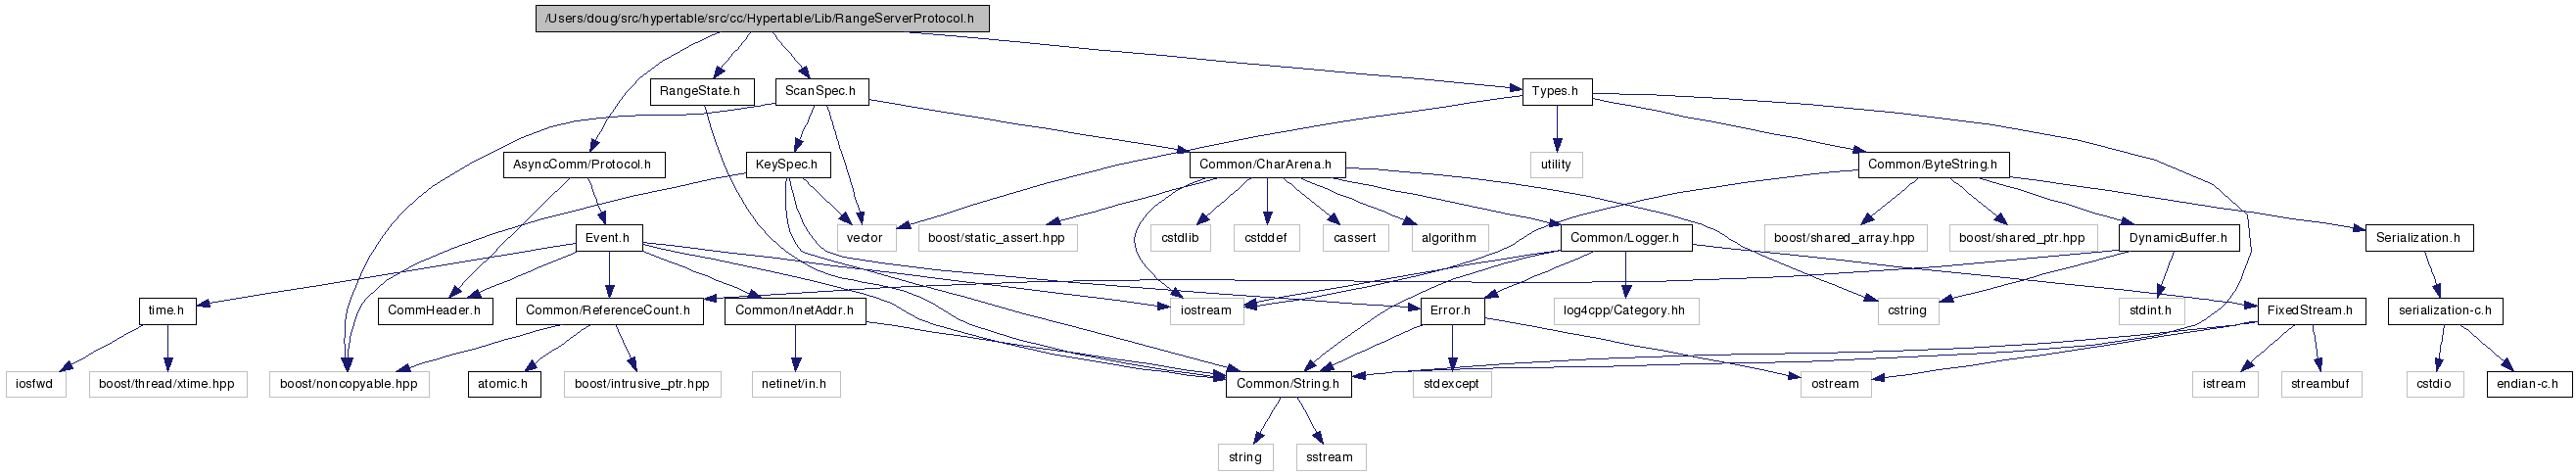 /Users/doug/src/hypertable/src/cc/Hypertable/Lib/RangeServerProtocol.h
RangeState.h
ScanSpec.h
Types.h
AsyncComm/Protocol.h
KeySpec.h
Common/CharArena.h
utility
Common/ByteString.h
Event.h
vector
boost/static_assert.hpp
cstdlib
cstddef
cassert
algorithm
Common/Logger.h
boost/shared_array.hpp
boost/shared_ptr.hpp
DynamicBuffer.h
Serialization.h
time.h
CommHeader.h
Common/ReferenceCount.h
Common/InetAddr.h
iostream
Error.h
log4cpp/Category.hh
cstring
stdint.h
FixedStream.h
serialization-c.h
iosfwd
boost/thread/xtime.hpp
boost/noncopyable.hpp
atomic.h
boost/intrusive_ptr.hpp
netinet/in.h
Common/String.h
stdexcept
ostream
istream
streambuf
cstdio
endian-c.h
string
sstream